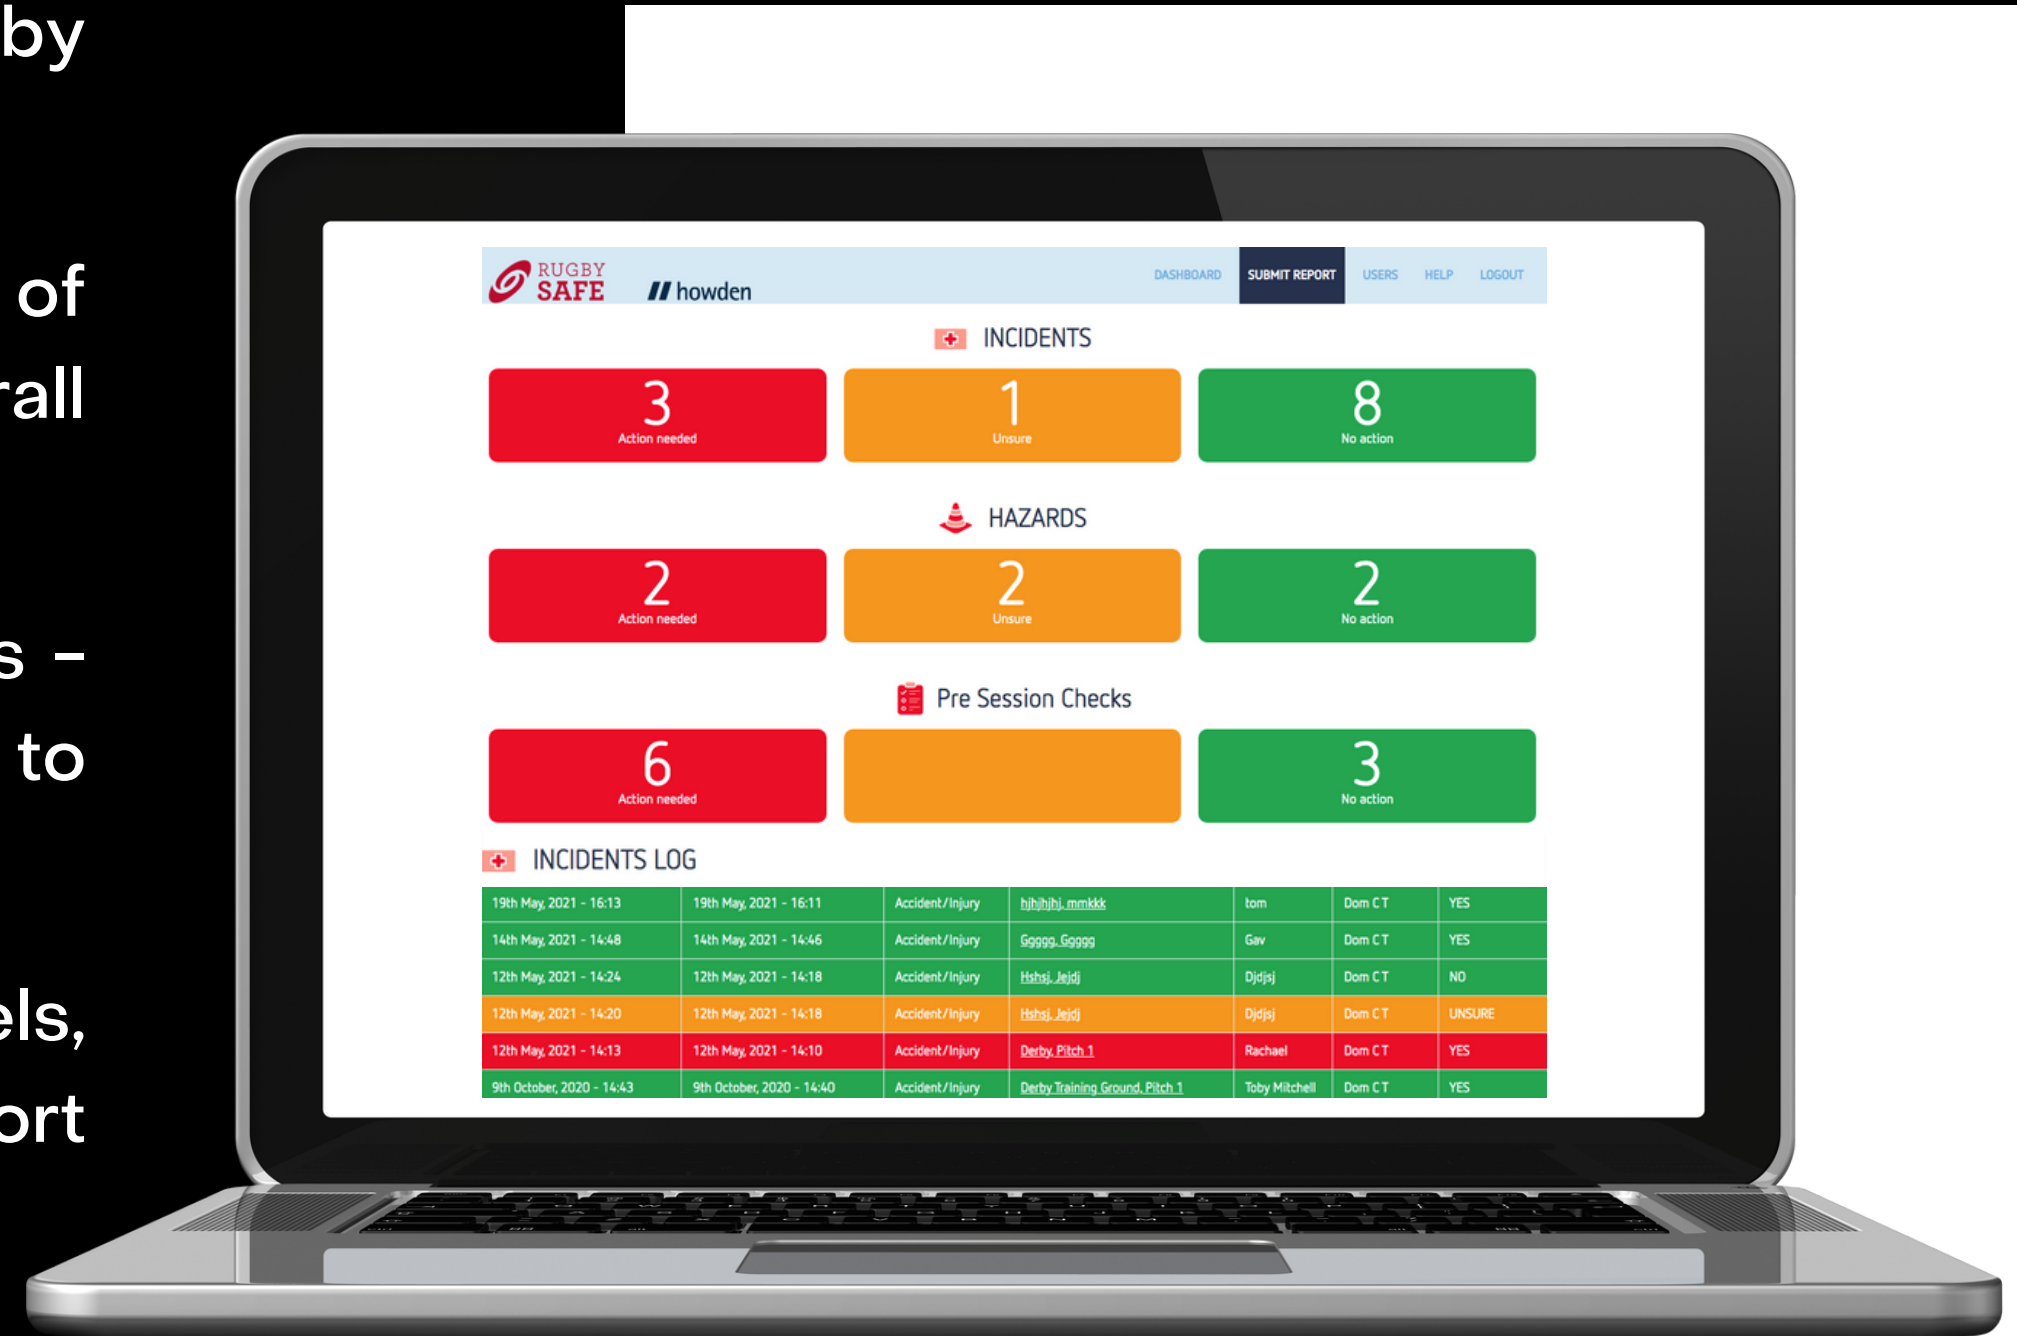 by
of
rall
s -
to
els,
ort
RUGBY
SAFE
howden
DASHBOARD SUBMIT REPORT USERS HELP LOGOUT
INCIDENTS
3 1 8
Action needed Unsure No action
HAZARDS
2 2 2
Action needed Unsure No action
Pre Session Checks
6 3
Action needed No action
INCIDENTS LOG
19th May, 2021 - 16:13 19th May, 2021 - 16:11 Accident/Injury hjhjhjhj, mmkkk tom Dom C T YES
14th May, 2021 - 14:48 14th May, 2021 - 14:46 Accident/Injury Ggggg, Ggggg Gav Dom C T YES
12th May, 2021 - 14:24 12th May, 2021 - 14:18 Accident/Injury Hshsj, Jejdj Djdjsj Dom C T NO
12th May, 2021 - 14:20 12th May, 2021 - 14:18 Accident/Injury Hshsj, Jejdj Djdjsj Dom C T UNSURE
12th May, 2021 - 14:13 12th May, 2021 - 14:10 Accident/Injury Derby, Pitch 1 Rachael Dom C T YES
9th October, 2020 - 14:43 9th October, 2020 - 14:40 Accident/Injury Derby Training Ground, Pitch 1 Toby Mitchell Dom C T YES